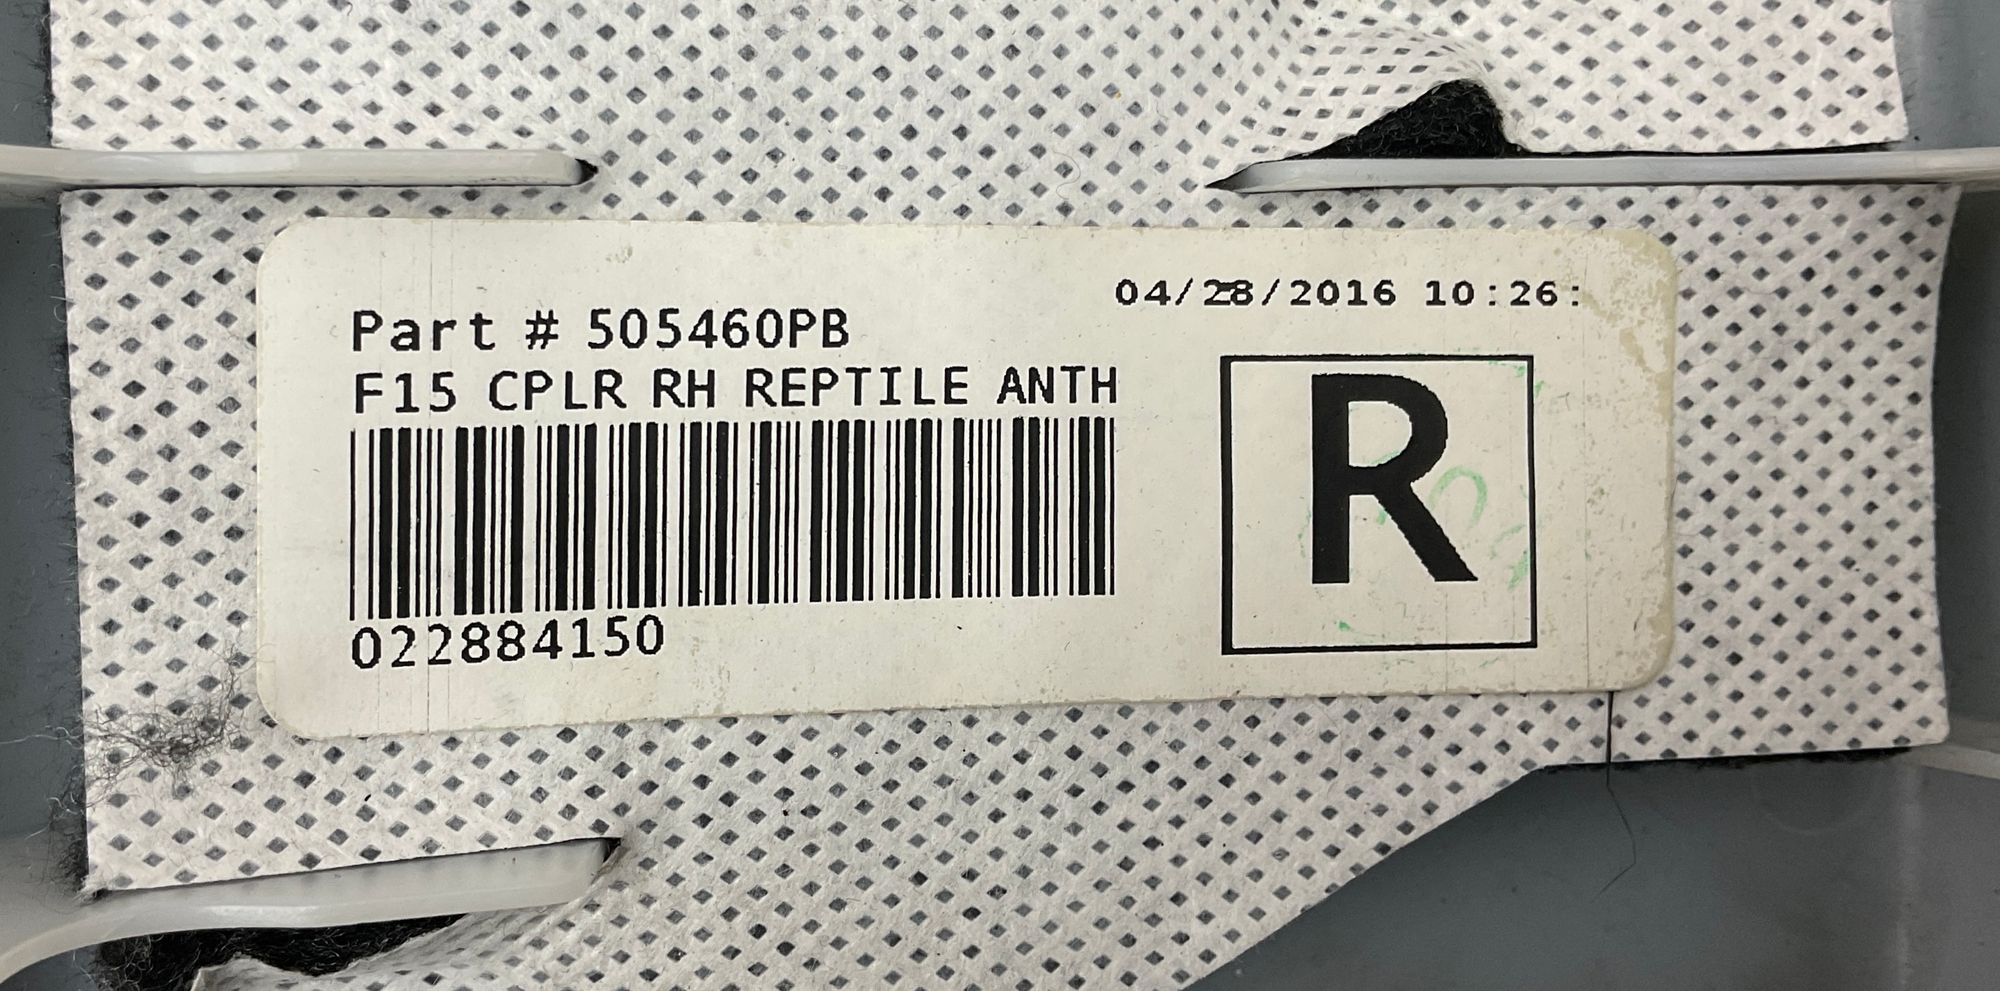 04/28/2016 10:26:
Part # 505460PB
F15 CPLR RH REPTILE ANTH
022884150
R